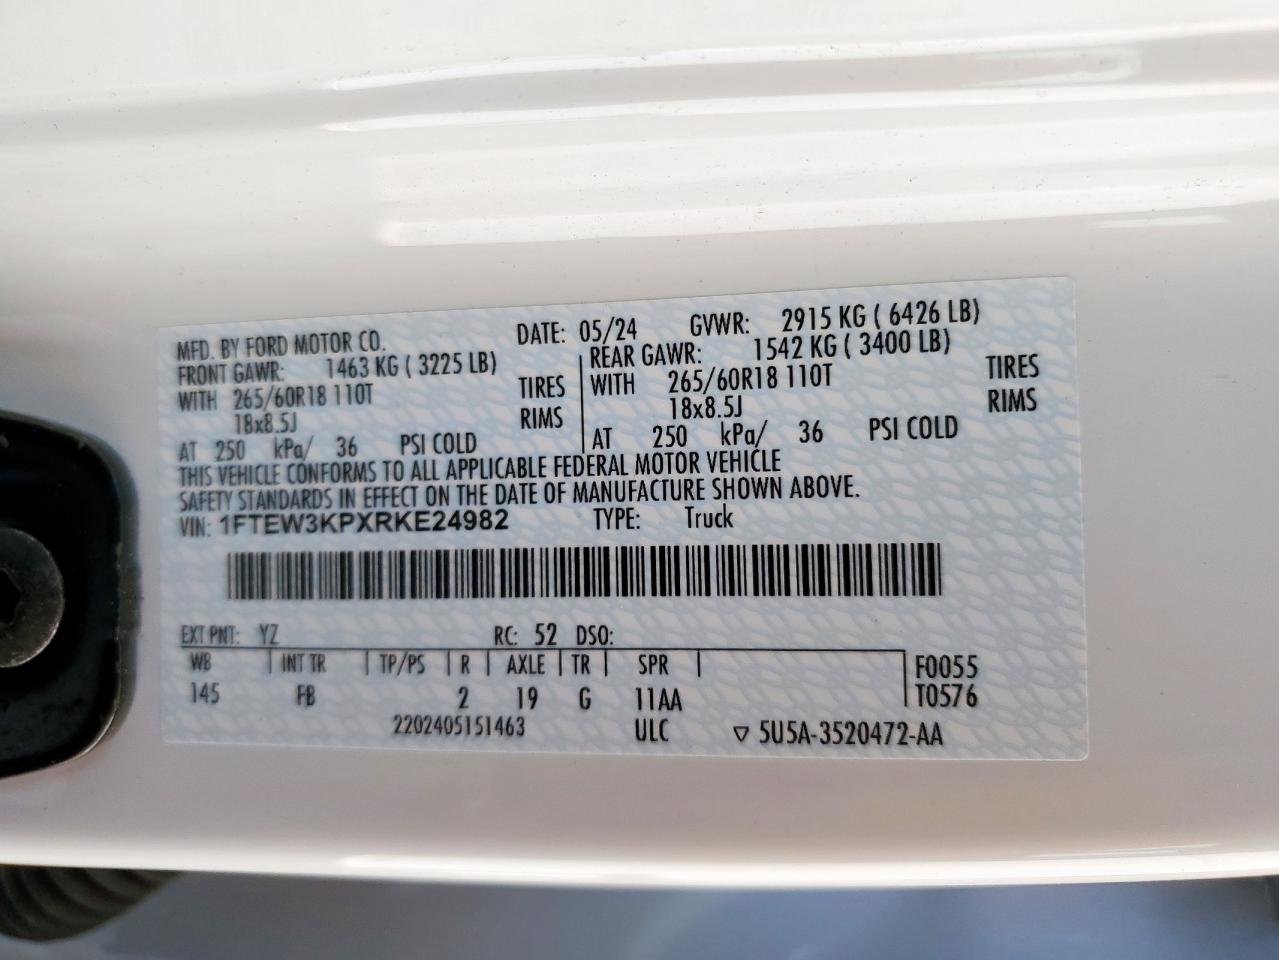 MFD. BY FORD MOTOR CO. DATE: 05/24 GVWR: 2915 KG ( 6426 LB)
FRONT GAWR: 1463 KG ( 3225 LB) REAR GAWR: 1542 KG ( 3400 LB)
WITH 265/60R18 110T TIRES WITH 265/60R18 110T TIRES
18x8.5J RIMS 18x8.5J RIMS
AT 250 kPa/ 36 PSI COLD AT 250 kPa/ 36 PSI COLD
THIS VEHICLE CONFORMS TO ALL APPLICABLE FEDERAL MOTOR VEHICLE
SAFETY STANDARDS IN EFFECT ON THE DATE OF MANUFACTURE SHOWN ABOVE.
VIN: 1FTEW3KPXRKE24982 TYPE: Truck
EXT PNT: YZ RC: 52 DSO:
WB INT TR TP/PS R AXLE TR SPR F0055
145 FB 2 19 G 11AA T0576
2202405151463 ULC ▽ 5U5A-3520472-AA